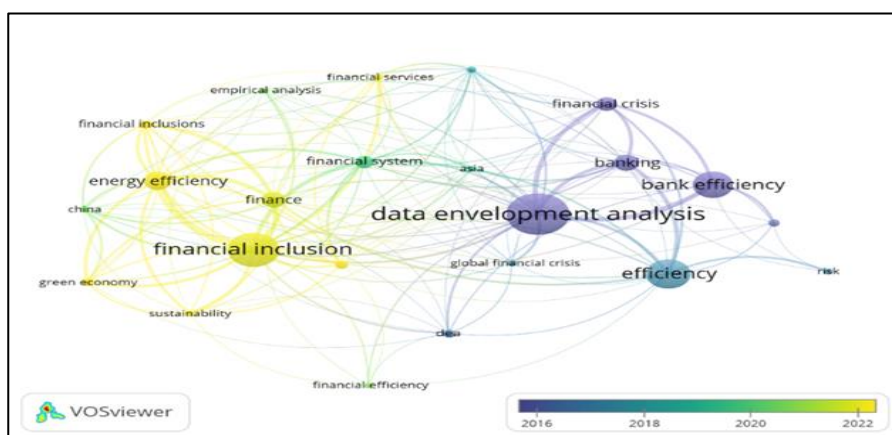 financial services
empirical analysis
financial crisis
financial inclusions
financial system
banking
asia
energy efficiency
bank efficiency
finance
china
data envelopment analysis
financial inclusion
global financial crisis
efficiency
risk
green economy
sustainability
dea
financial efficiency
VOSviewer
2016 2018 2020 2022